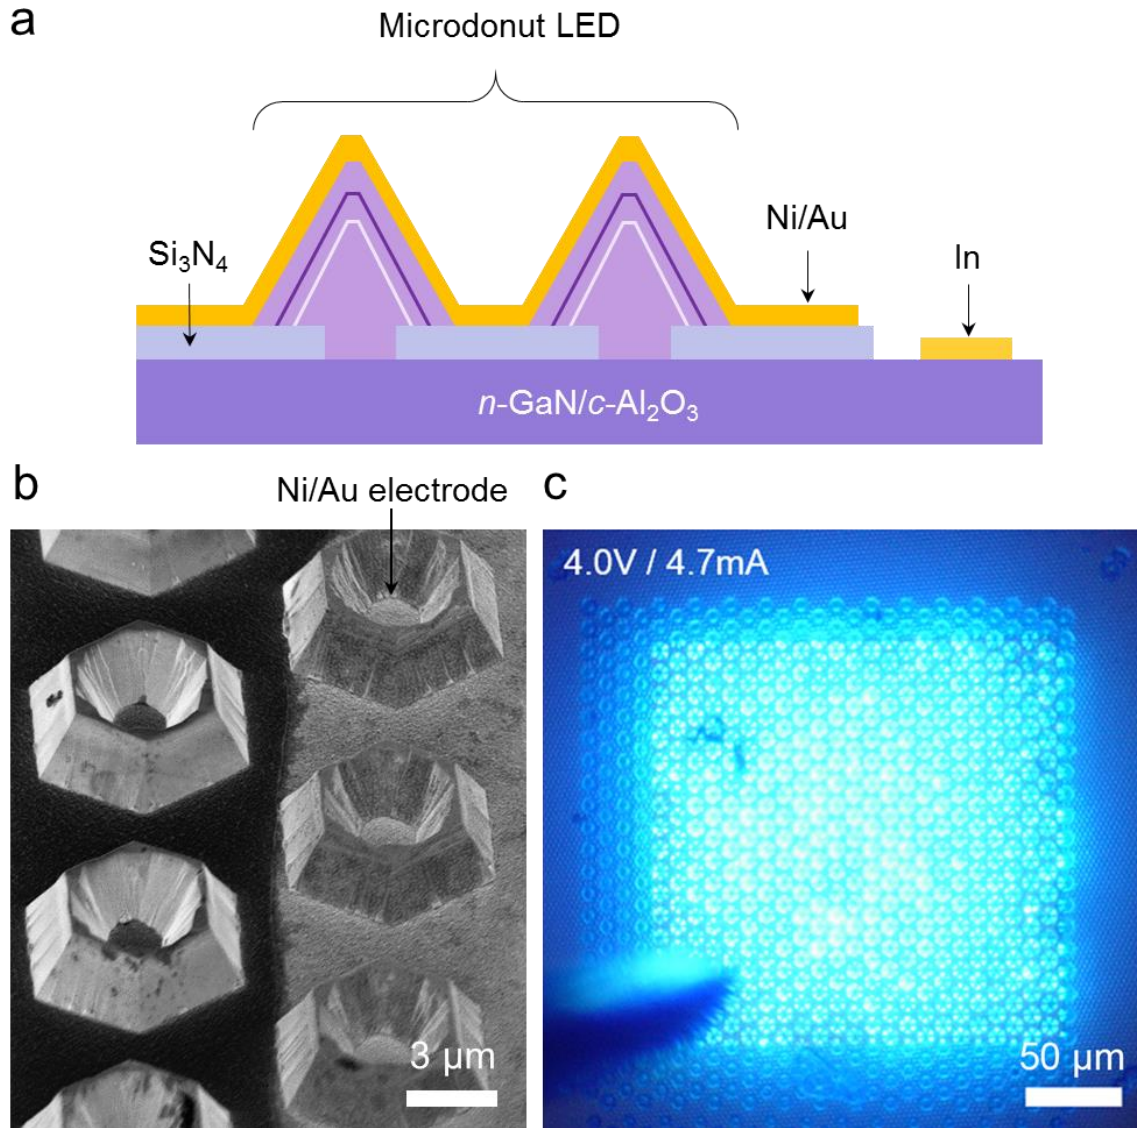 a
Microdonut LED
Ni/Au
Si₃N₄
In
n-GaN/c-Al₂O₃
b
Ni/Au electrode
c
4.0V / 4.7mA
3 μm
50 μm